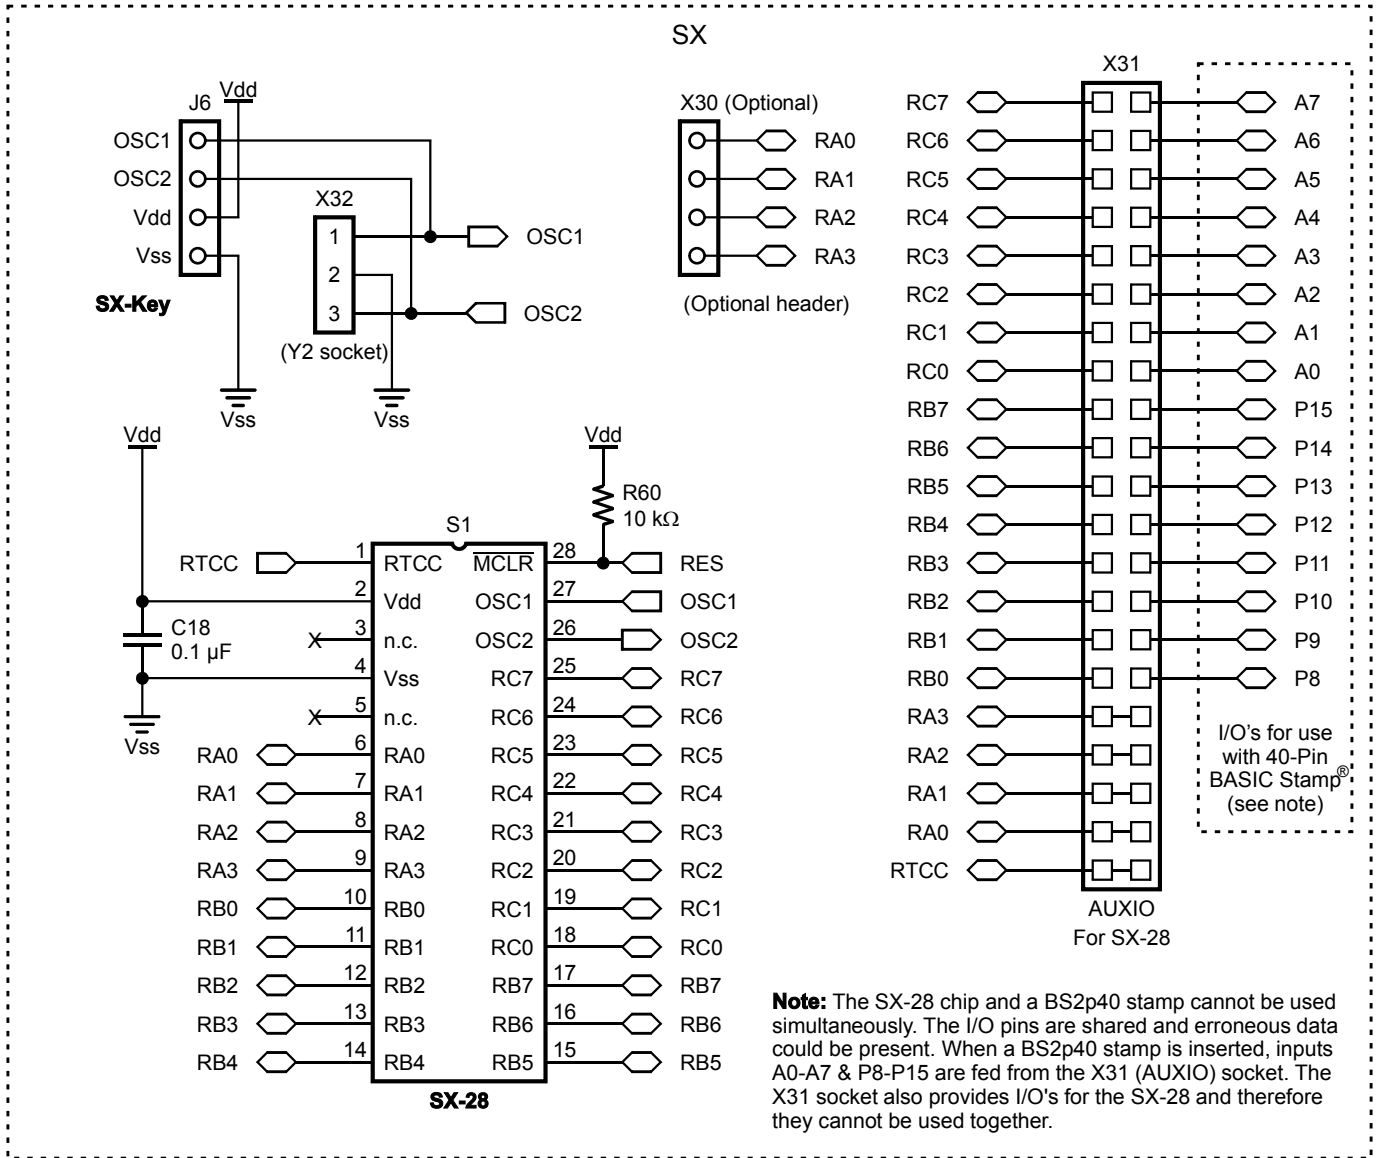 SX
J6
Vdd
OSC1
OSC2
Vdd
Vss
SX-Key
X32
1
2
3
(Y2 socket)
OSC1
OSC2
Vss
Vss
X30 (Optional)
RA0
RA1
RA2
RA3
(Optional header)
X31
RC7 A7
RC6 A6
RC5 A5
RC4 A4
RC3 A3
RC2 A2
RC1 A1
RC0 A0
RB7 P15
RB6 P14
RB5 P13
RB4 P12
RB3 P11
RB2 P10
RB1 P9
RB0 P8
RA3
RA2
RA1
RA0
RTCC
I/O's for use
with 40-Pin
BASIC Stamp®
(see note)
AUXIO
For SX-28
Vdd
C18
0.1 µF
Vss
Vdd
R60
10 kΩ
S1
RTCC 1 RTCC MCLR 28 RES
2 Vdd OSC1 27 OSC1
3 n.c. OSC2 26 OSC2
4 Vss RC7 25 RC7
5 n.c. RC6 24 RC6
RA0 6 RA0 RC5 23 RC5
RA1 7 RA1 RC4 22 RC4
RA2 8 RA2 RC3 21 RC3
RA3 9 RA3 RC2 20 RC2
RB0 10 RB0 RC1 19 RC1
RB1 11 RB1 RC0 18 RC0
RB2 12 RB2 RB7 17 RB7
RB3 13 RB3 RB6 16 RB6
RB4 14 RB4 RB5 15 RB5
SX-28
Note: The SX-28 chip and a BS2p40 stamp cannot be used
simultaneously. The I/O pins are shared and erroneous data
could be present. When a BS2p40 stamp is inserted, inputs
A0-A7 & P8-P15 are fed from the X31 (AUXIO) socket. The
X31 socket also provides I/O's for the SX-28 and therefore
they cannot be used together.